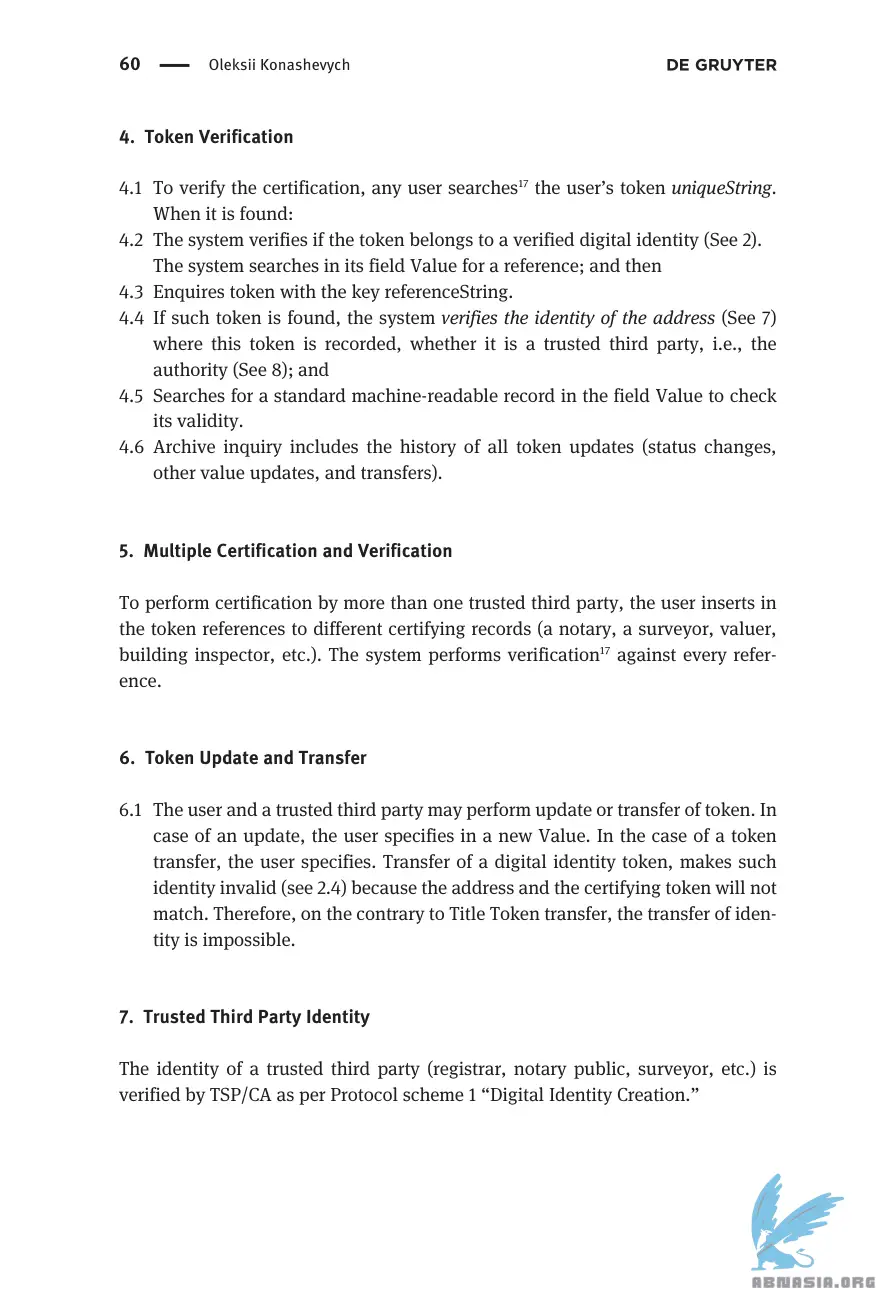 60 — Oleksii Konashevych DE GRUYTER
4. Token Verification
4.1 To verify the certification, any user searches17 the user’s token uniqueString.
When it is found:
4.2 The system verifies if the token belongs to a verified digital identity (See 2).
The system searches in its field Value for a reference; and then
4.3 Enquires token with the key referenceString.
4.4 If such token is found, the system verifies the identity of the address (See 7)
where this token is recorded, whether it is a trusted third party, i.e., the
authority (See 8); and
4.5 Searches for a standard machine-readable record in the field Value to check
its validity.
4.6 Archive inquiry includes the history of all token updates (status changes,
other value updates, and transfers).
5. Multiple Certification and Verification
To perform certification by more than one trusted third party, the user inserts in
the token references to different certifying records (a notary, a surveyor, valuer,
building inspector, etc.). The system performs verification17 against every refer-
ence.
6. Token Update and Transfer
6.1 The user and a trusted third party may perform update or transfer of token. In
case of an update, the user specifies in a new Value. In the case of a token
transfer, the user specifies. Transfer of a digital identity token, makes such
identity invalid (see 2.4) because the address and the certifying token will not
match. Therefore, on the contrary to Title Token transfer, the transfer of iden-
tity is impossible.
7. Trusted Third Party Identity
The identity of a trusted third party (registrar, notary public, surveyor, etc.) is
verified by TSP/CA as per Protocol scheme 1 “Digital Identity Creation.”
ABNASIA.ORG